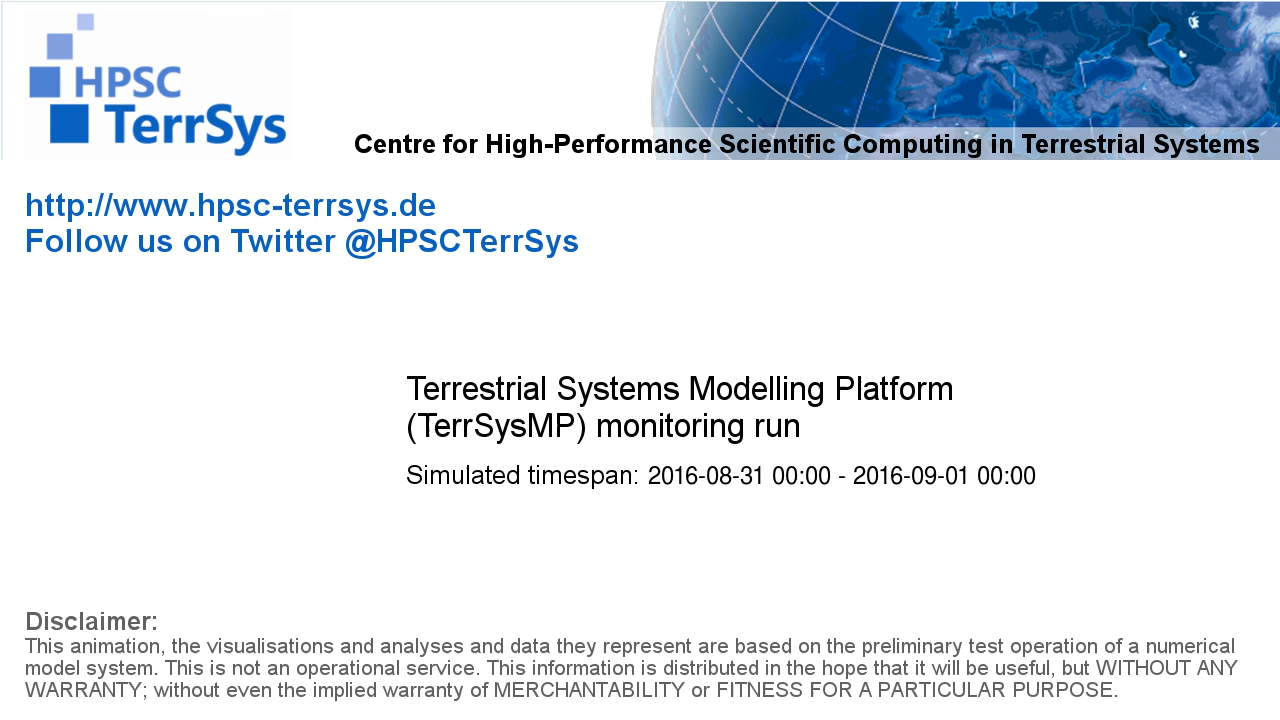 HPSC
TerrSys
Centre for High-Performance Scientific Computing in Terrestrial Systems
http://www.hpsc-terrsys.de
Follow us on Twitter @HPSCTerrSys
Terrestrial Systems Modelling Platform
(TerrSysMP) monitoring run
Simulated timespan: 2016-08-31 00:00 - 2016-09-01 00:00
Disclaimer:
This animation, the visualisations and analyses and data they represent are based on the preliminary test operation of a numerical
model system. This is not an operational service. This information is distributed in the hope that it will be useful, but WITHOUT ANY
WARRANTY; without even the implied warranty of MERCHANTABILITY or FITNESS FOR A PARTICULAR PURPOSE.